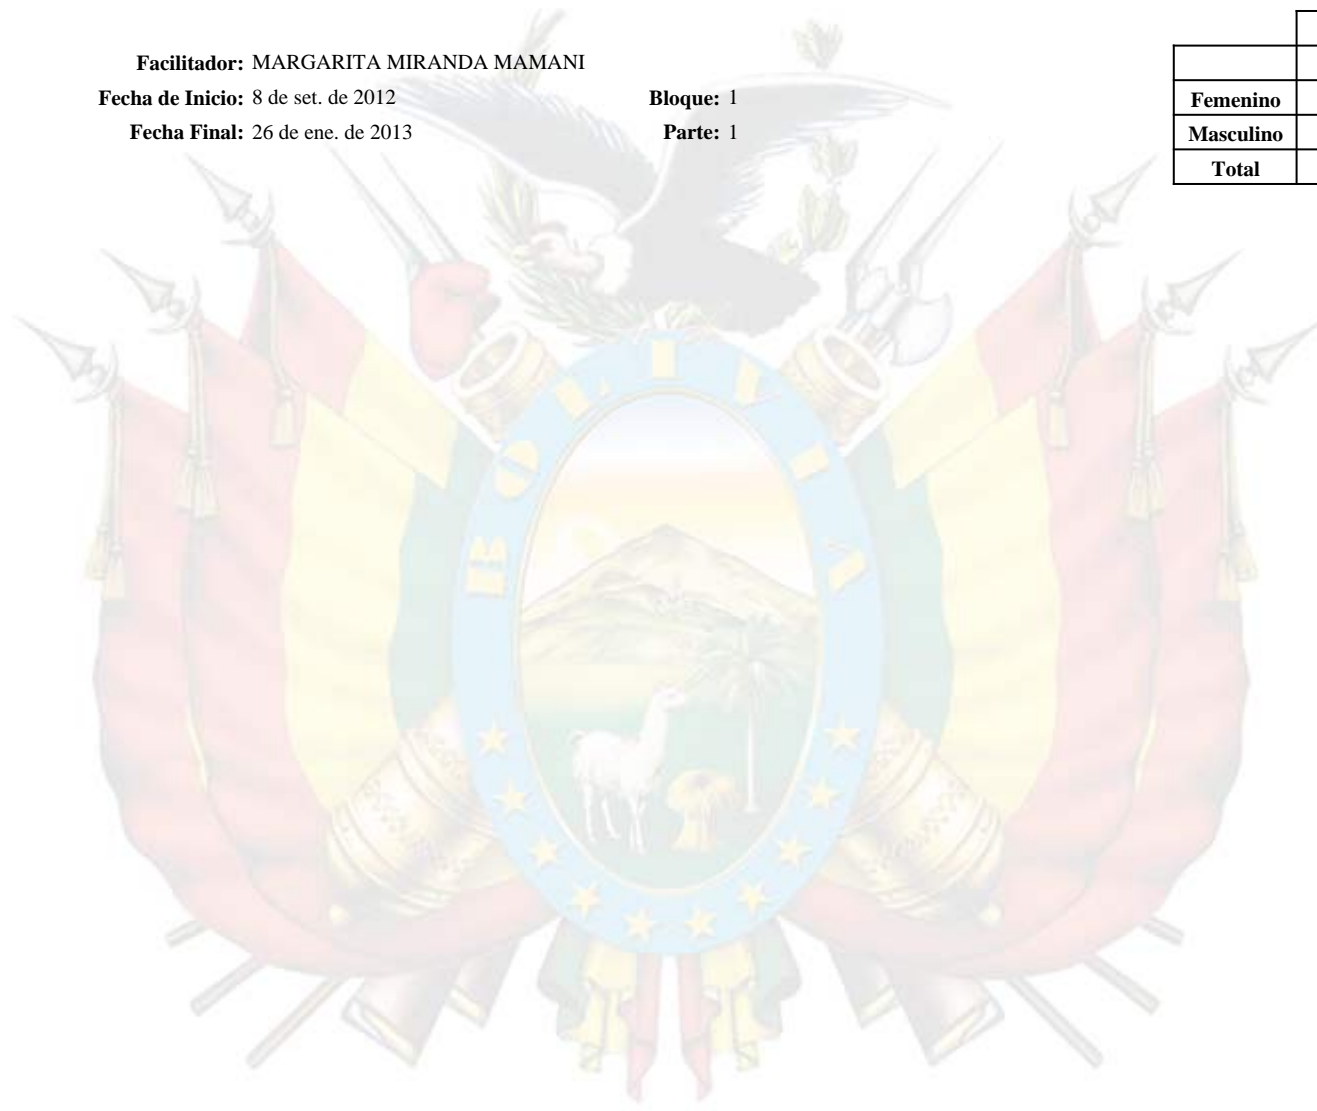 Facilitador: MARGARITA MIRANDA MAMANI
Fecha de Inicio: 8 de set. de 2012 Bloque: 1
Fecha Final: 26 de ene. de 2013 Parte: 1
Femenino
Masculino
Total
BOLIVIA